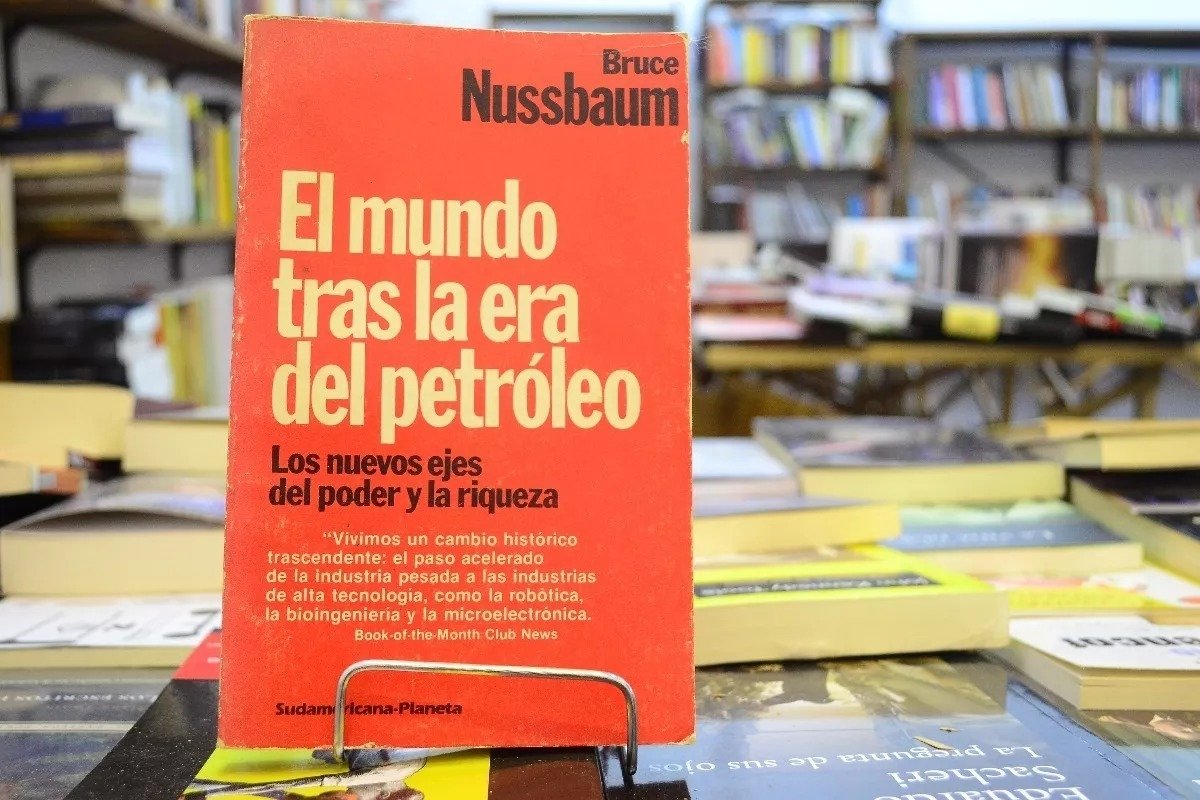 Bruce
Nussbaum
El mundo
tras la era
del petróleo
Los nuevos ejes
del poder y la riqueza
“Vivimos un cambio histórico
trascendente: el paso acelerado
de la industria pesada a las industrias
de alta tecnología, como la robótica,
la bioingeniería y la microelectrónica.
Book-of-the-Month Club News
Sudamericana-Planeta
Eduardo
Sacheri
La pregunta de sus ojos